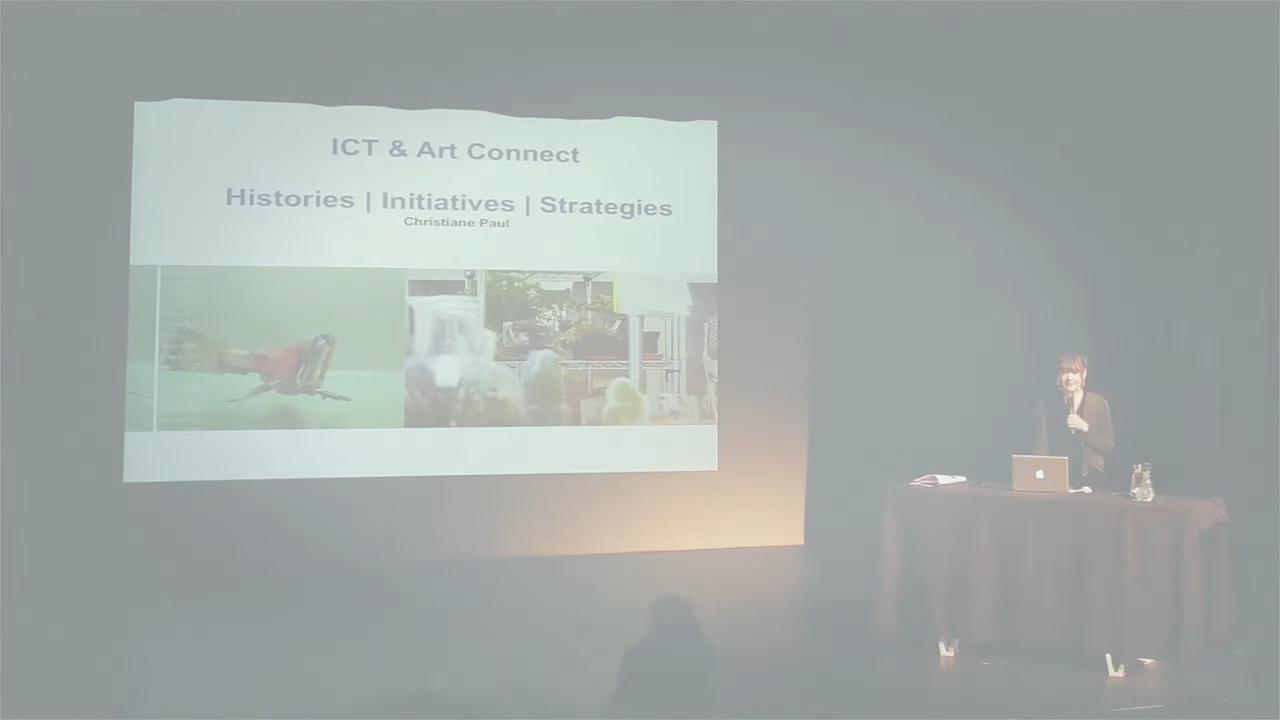 ICT & Art Connect
Histories | Initiatives | Strategies
Christiane Paul